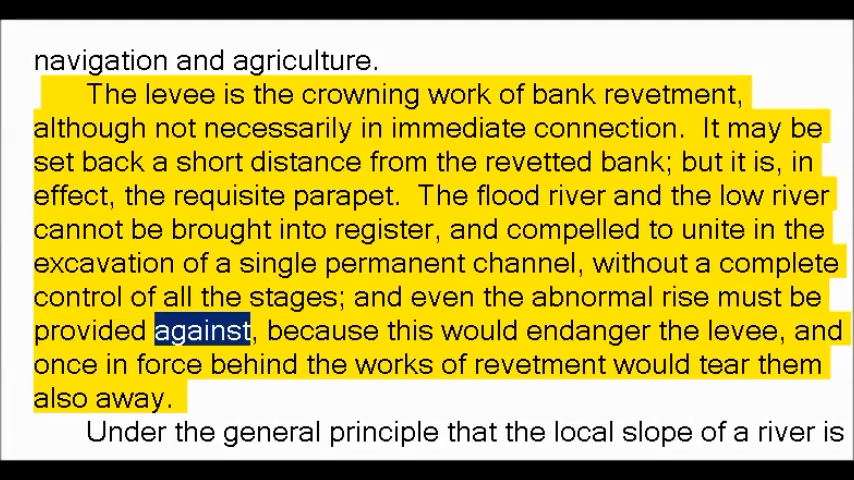 navigation and agriculture.
The levee is the crowning work of bank revetment,
although not necessarily in immediate connection.  It may be
set back a short distance from the revetted bank; but it is, in
effect, the requisite parapet.  The flood river and the low river
cannot be brought into register, and compelled to unite in the
excavation of a single permanent channel, without a complete
control of all the stages; and even the abnormal rise must be
provided against, because this would endanger the levee, and
once in force behind the works of revetment would tear them
also away.
Under the general principle that the local slope of a river is